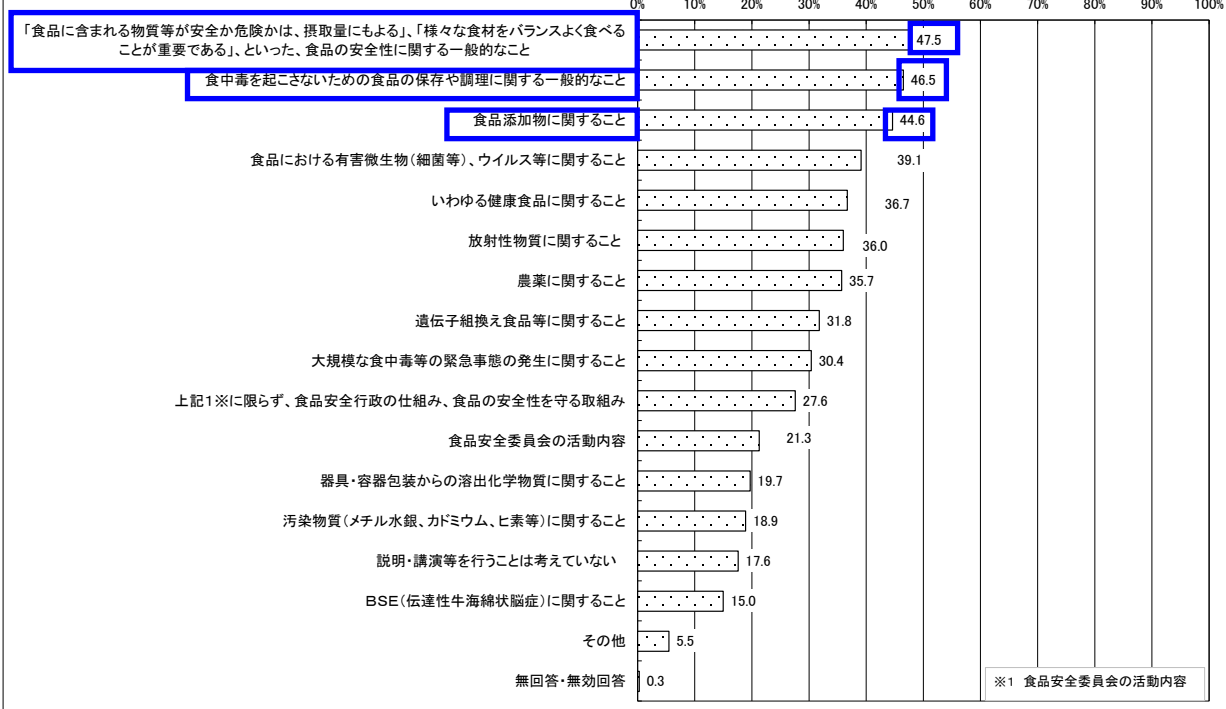 0% 10% 20% 30% 40% 50% 60% 70% 80% 90% 100%
「食品に含まれる物質等が安全か危険かは、摂取量にもよる」、「様々な食材をバランスよく食べる
ことが重要である」、といった、食品の安全性に関する一般的なこと 47.5
食中毒を起こさないための食品の保存や調理に関する一般的なこと 46.5
食品添加物に関すること 44.6
食品における有害微生物(細菌等)、ウイルス等に関すること 39.1
いわゆる健康食品に関すること 36.7
放射性物質に関すること 36.0
農薬に関すること 35.7
遺伝子組換え食品等に関すること 31.8
大規模な食中毒等の緊急事態の発生に関すること 30.4
上記1※に限らず、食品安全行政の仕組み、食品の安全性を守る取組み 27.6
食品安全委員会の活動内容 21.3
器具・容器包装からの溶出化学物質に関すること 19.7
汚染物質(メチル水銀、カドミウム、ヒ素等)に関すること 18.9
説明・講演等を行うことは考えていない 17.6
BSE(伝達性牛海綿状脳症)に関すること 15.0
その他 5.5
無回答・無効回答 0.3
※1 食品安全委員会の活動内容